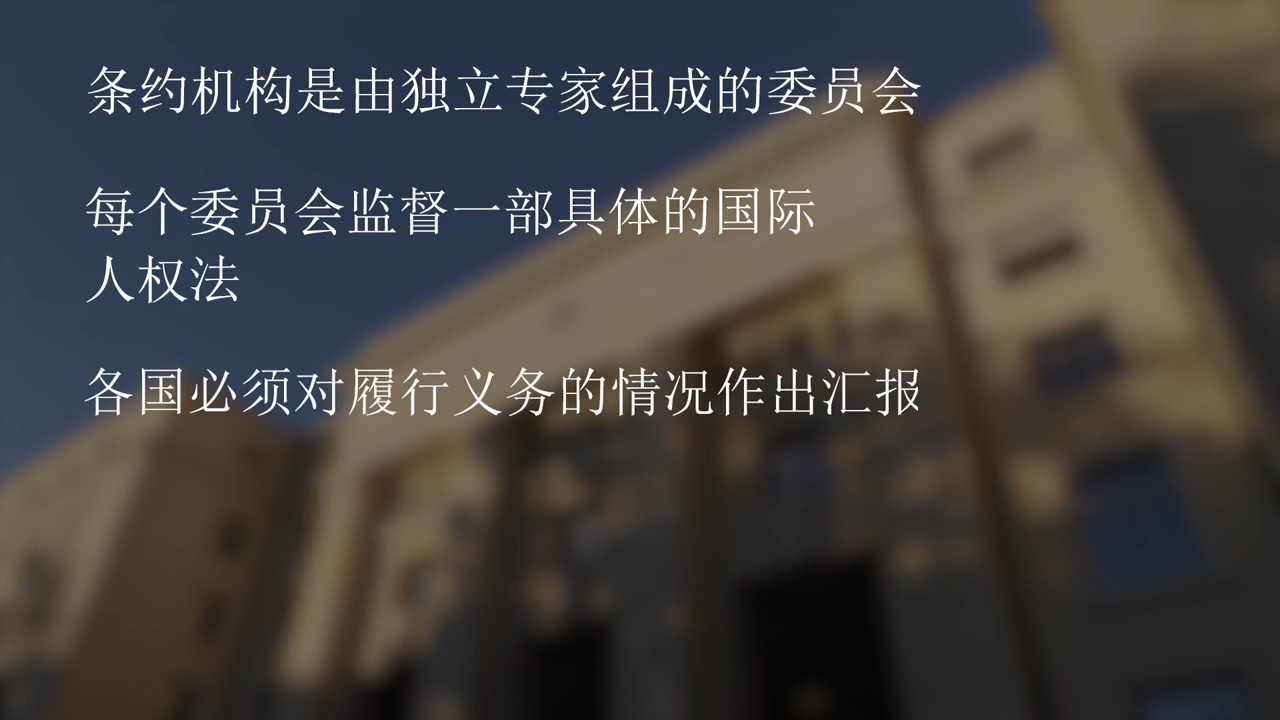 条约机构是由独立专家组成的委员会
每个委员会监督一部具体的国际
人权法
各国必须对履行义务的情况作出汇报